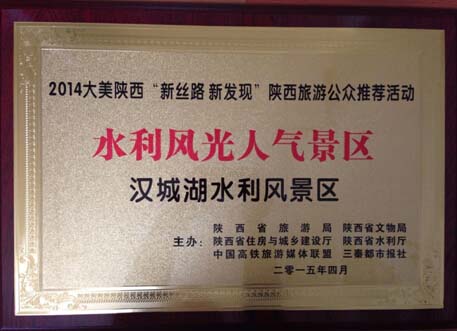 2014大美陕西“新丝路 新发现”陕西旅游公众推荐活动
水利风光人气景区
汉城湖水利风景区
陕西省旅游局 陕西省文物局
主办：陕西省住房与城乡建设厅 陕西省水利厅
中国高铁旅游媒体联盟 三秦都市报社
二零一五年四月